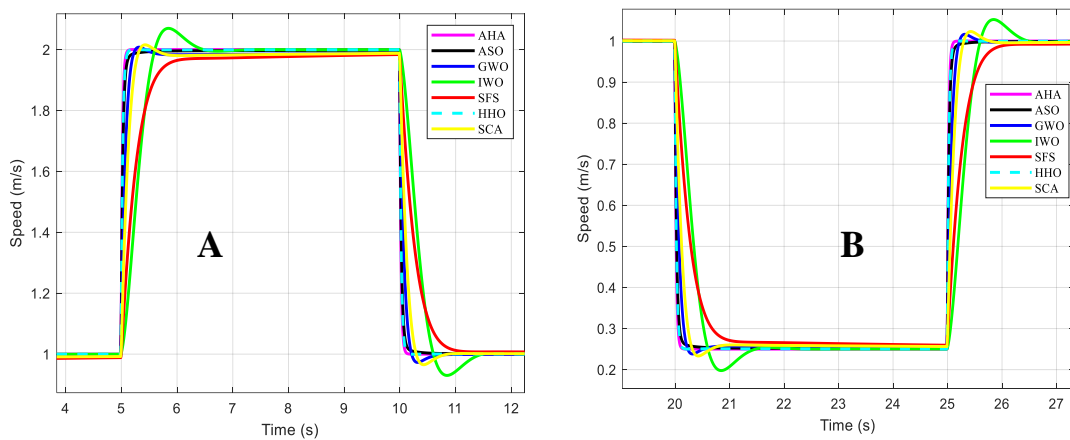 2
1.8
1.6
1.4
1.2
1
Speed (m/s)
4 5 6 7 8 9 10 11 12
Time (s)
AHA
ASO
GWO
IWO
SFS
HHO
SCA
A
1
0.9
0.8
0.7
0.6
0.5
0.4
0.3
0.2
Speed (m/s)
20 21 22 23 24 25 26 27
Time (s)
AHA
ASO
GWO
IWO
SFS
HHO
SCA
B